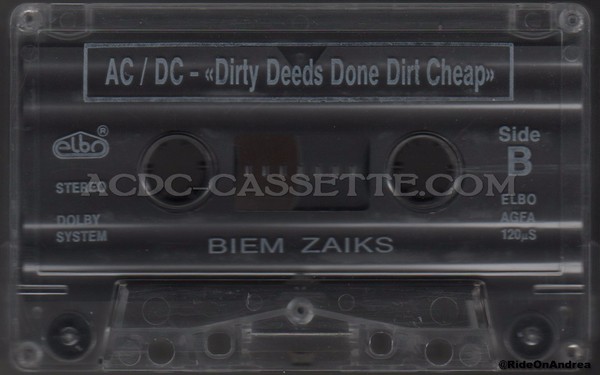 AC / DC – «Dirty Deeds Done Dirt Cheap»
elbo ®
Side
B
STEREO
ACDC-CASSETTE.COM
DOLBY
SYSTEM
ELBO
AGFA
120µS
BIEM ZAIKS
©RideOnAndrea